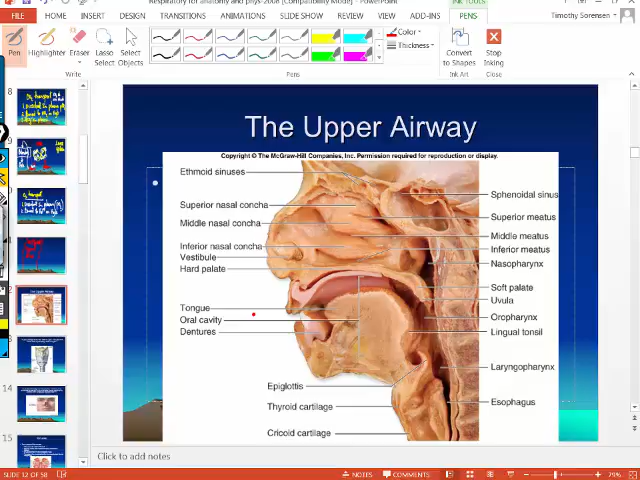 Respiratory for anatomy and phys-2008 [Compatibility Mode] - PowerPoint
INK TOOLS
FILE HOME INSERT DESIGN TRANSITIONS ANIMATIONS SLIDE SHOW REVIEW VIEW ADD-INS PENS
Timothy Sorensen
Pen Highlighter Eraser Lasso Select Select Objects
Color
Thickness
Convert to Shapes
Stop Inking
Write
Pens
Ink Art
Close
8
9
14
15
The Upper Airway
Copyright © The McGraw-Hill Companies, Inc. Permission required for reproduction or display.
Ethmoid sinuses
Superior nasal concha
Middle nasal concha
Inferior nasal concha
Vestibule
Hard palate
Tongue
Oral cavity
Dentures
Epiglottis
Thyroid cartilage
Cricoid cartilage
Sphenoidal sinus
Superior meatus
Middle meatus
Inferior meatus
Nasopharynx
Soft palate
Uvula
Oropharynx
Lingual tonsil
Laryngopharynx
Esophagus
Click to add notes
SLIDE 12 OF 58
NOTES
COMMENTS
79%